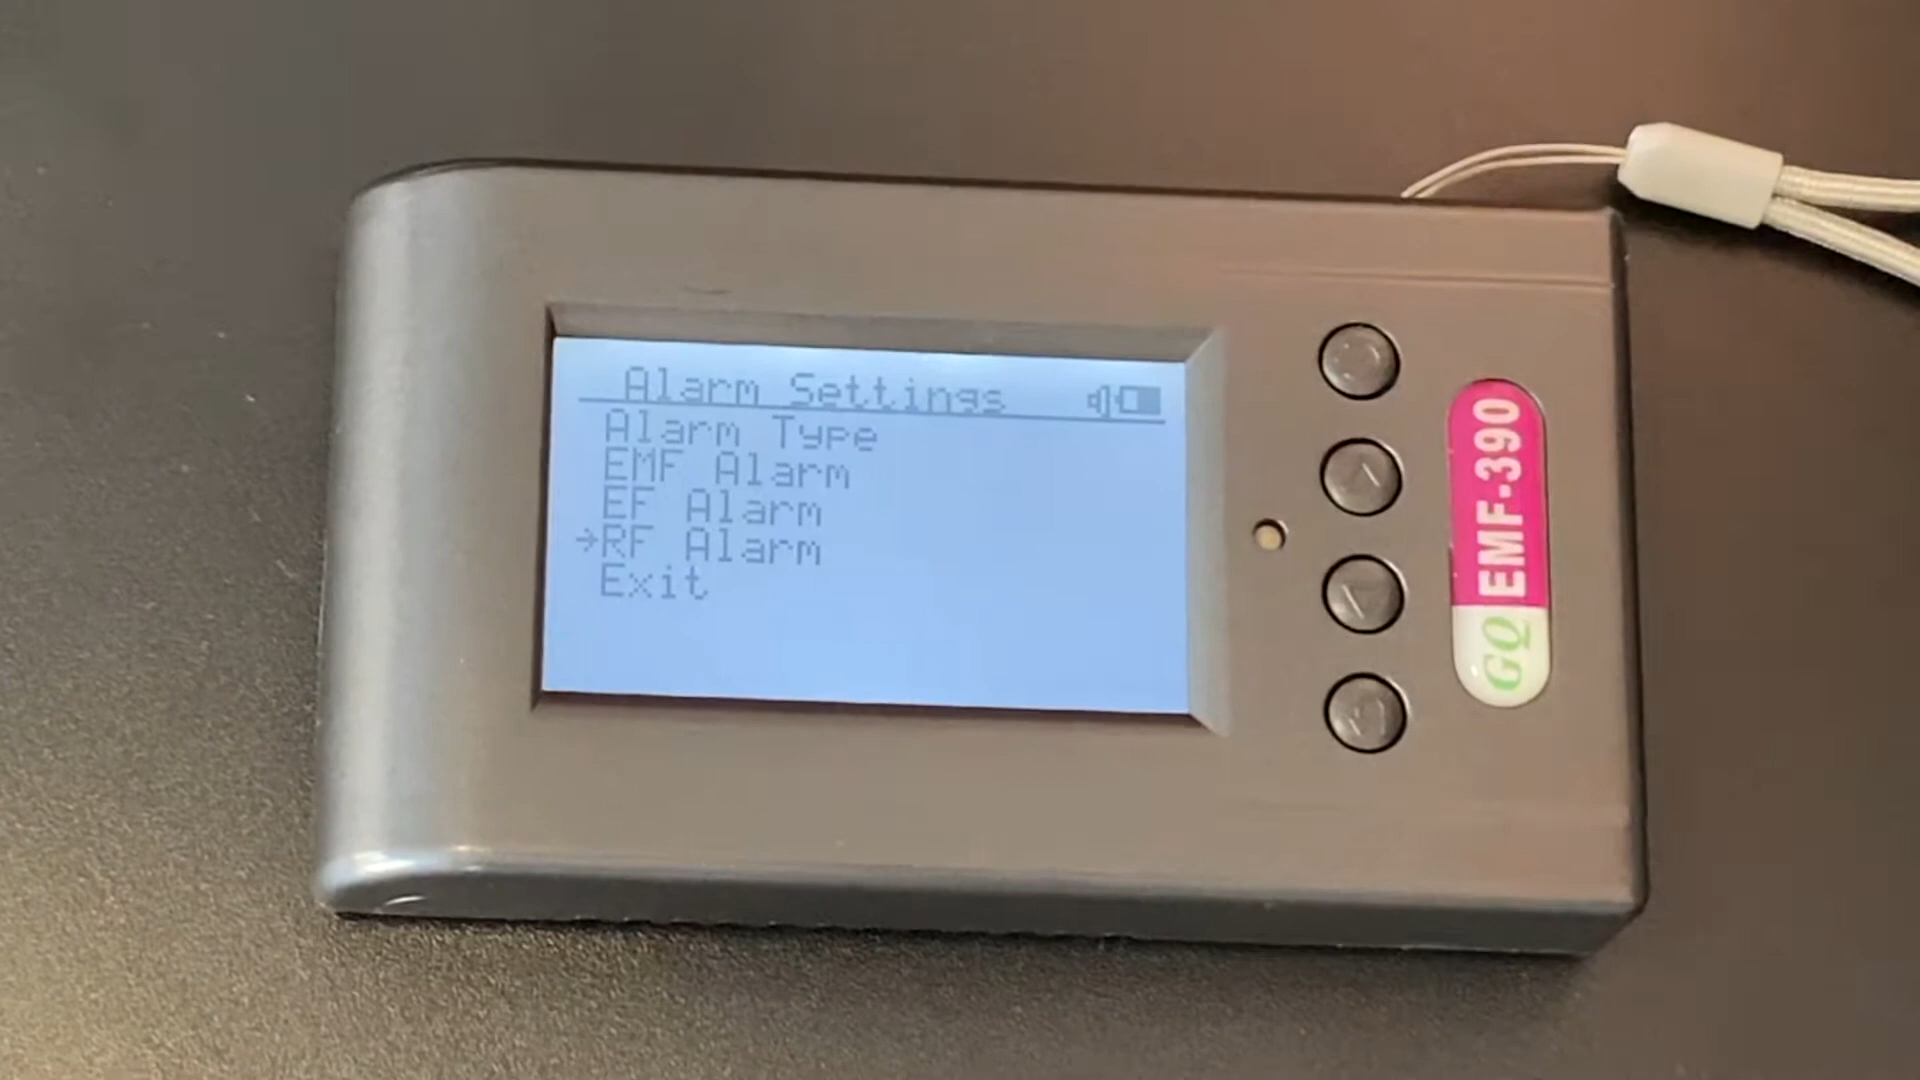 Alarm Settings
Alarm Type
EMF Alarm
EF Alarm
→RF Alarm
Exit
GQ EMF-390